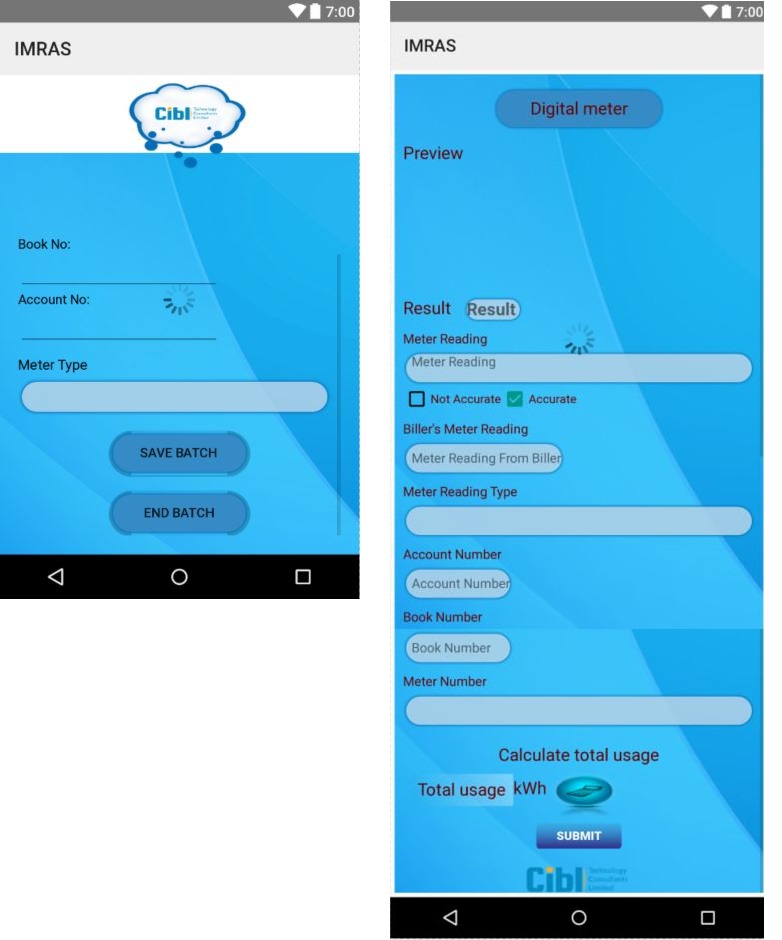 7:00
IMRAS
Cibl Technology
Consultants
Limited
Book No:
Account No:
Meter Type
SAVE BATCH
END BATCH
7:00
IMRAS
Digital meter
Preview
Result Result
Meter Reading
Meter Reading
Not Accurate Accurate
Biller's Meter Reading
Meter Reading From Biller
Meter Reading Type
Account Number
Account Number
Book Number
Book Number
Meter Number
Calculate total usage
Total usage kWh
SUBMIT
Cibl Technology
Consultants
Limited